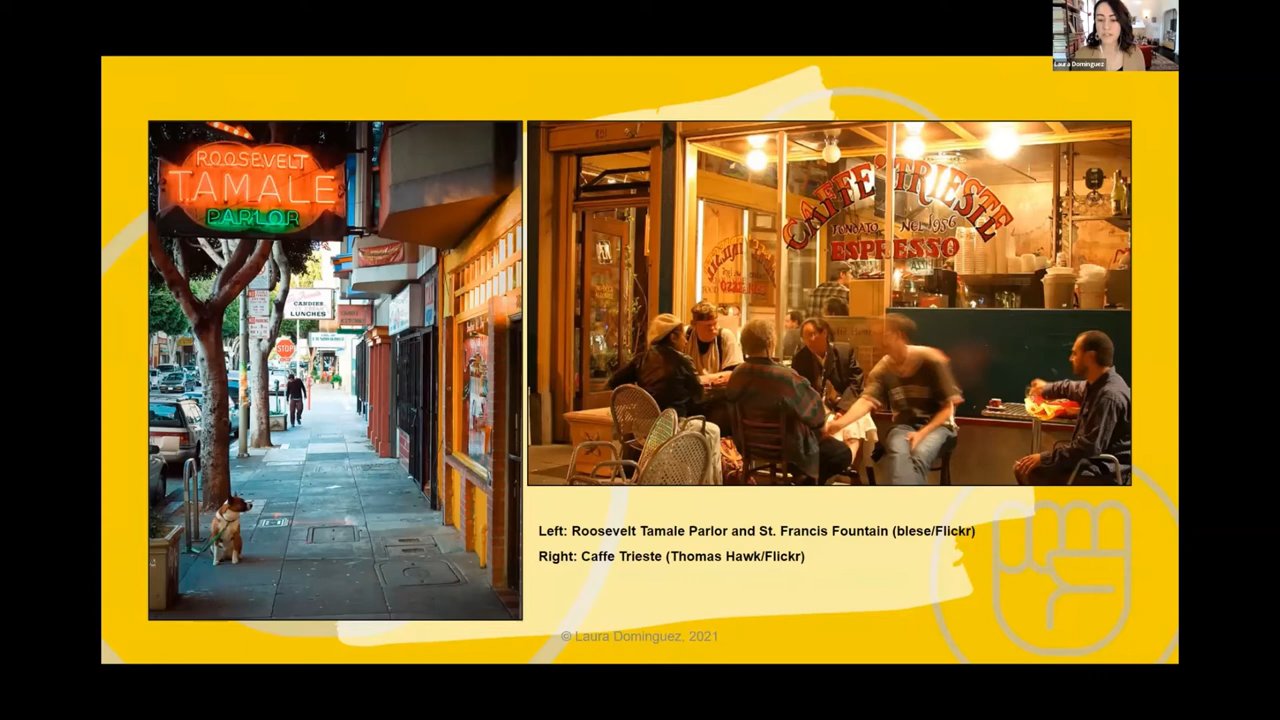 Laura Dominguez
ROOSEVELT
TAMALE
PARLOR
CANDIES
LUNCHES
STOP
801
CAFFE TRIESTE
FONDATO NEL 1956
ESPRESSO
Left: Roosevelt Tamale Parlor and St. Francis Fountain (blese/Flickr)
Right: Caffe Trieste (Thomas Hawk/Flickr)
© Laura Dominguez, 2021